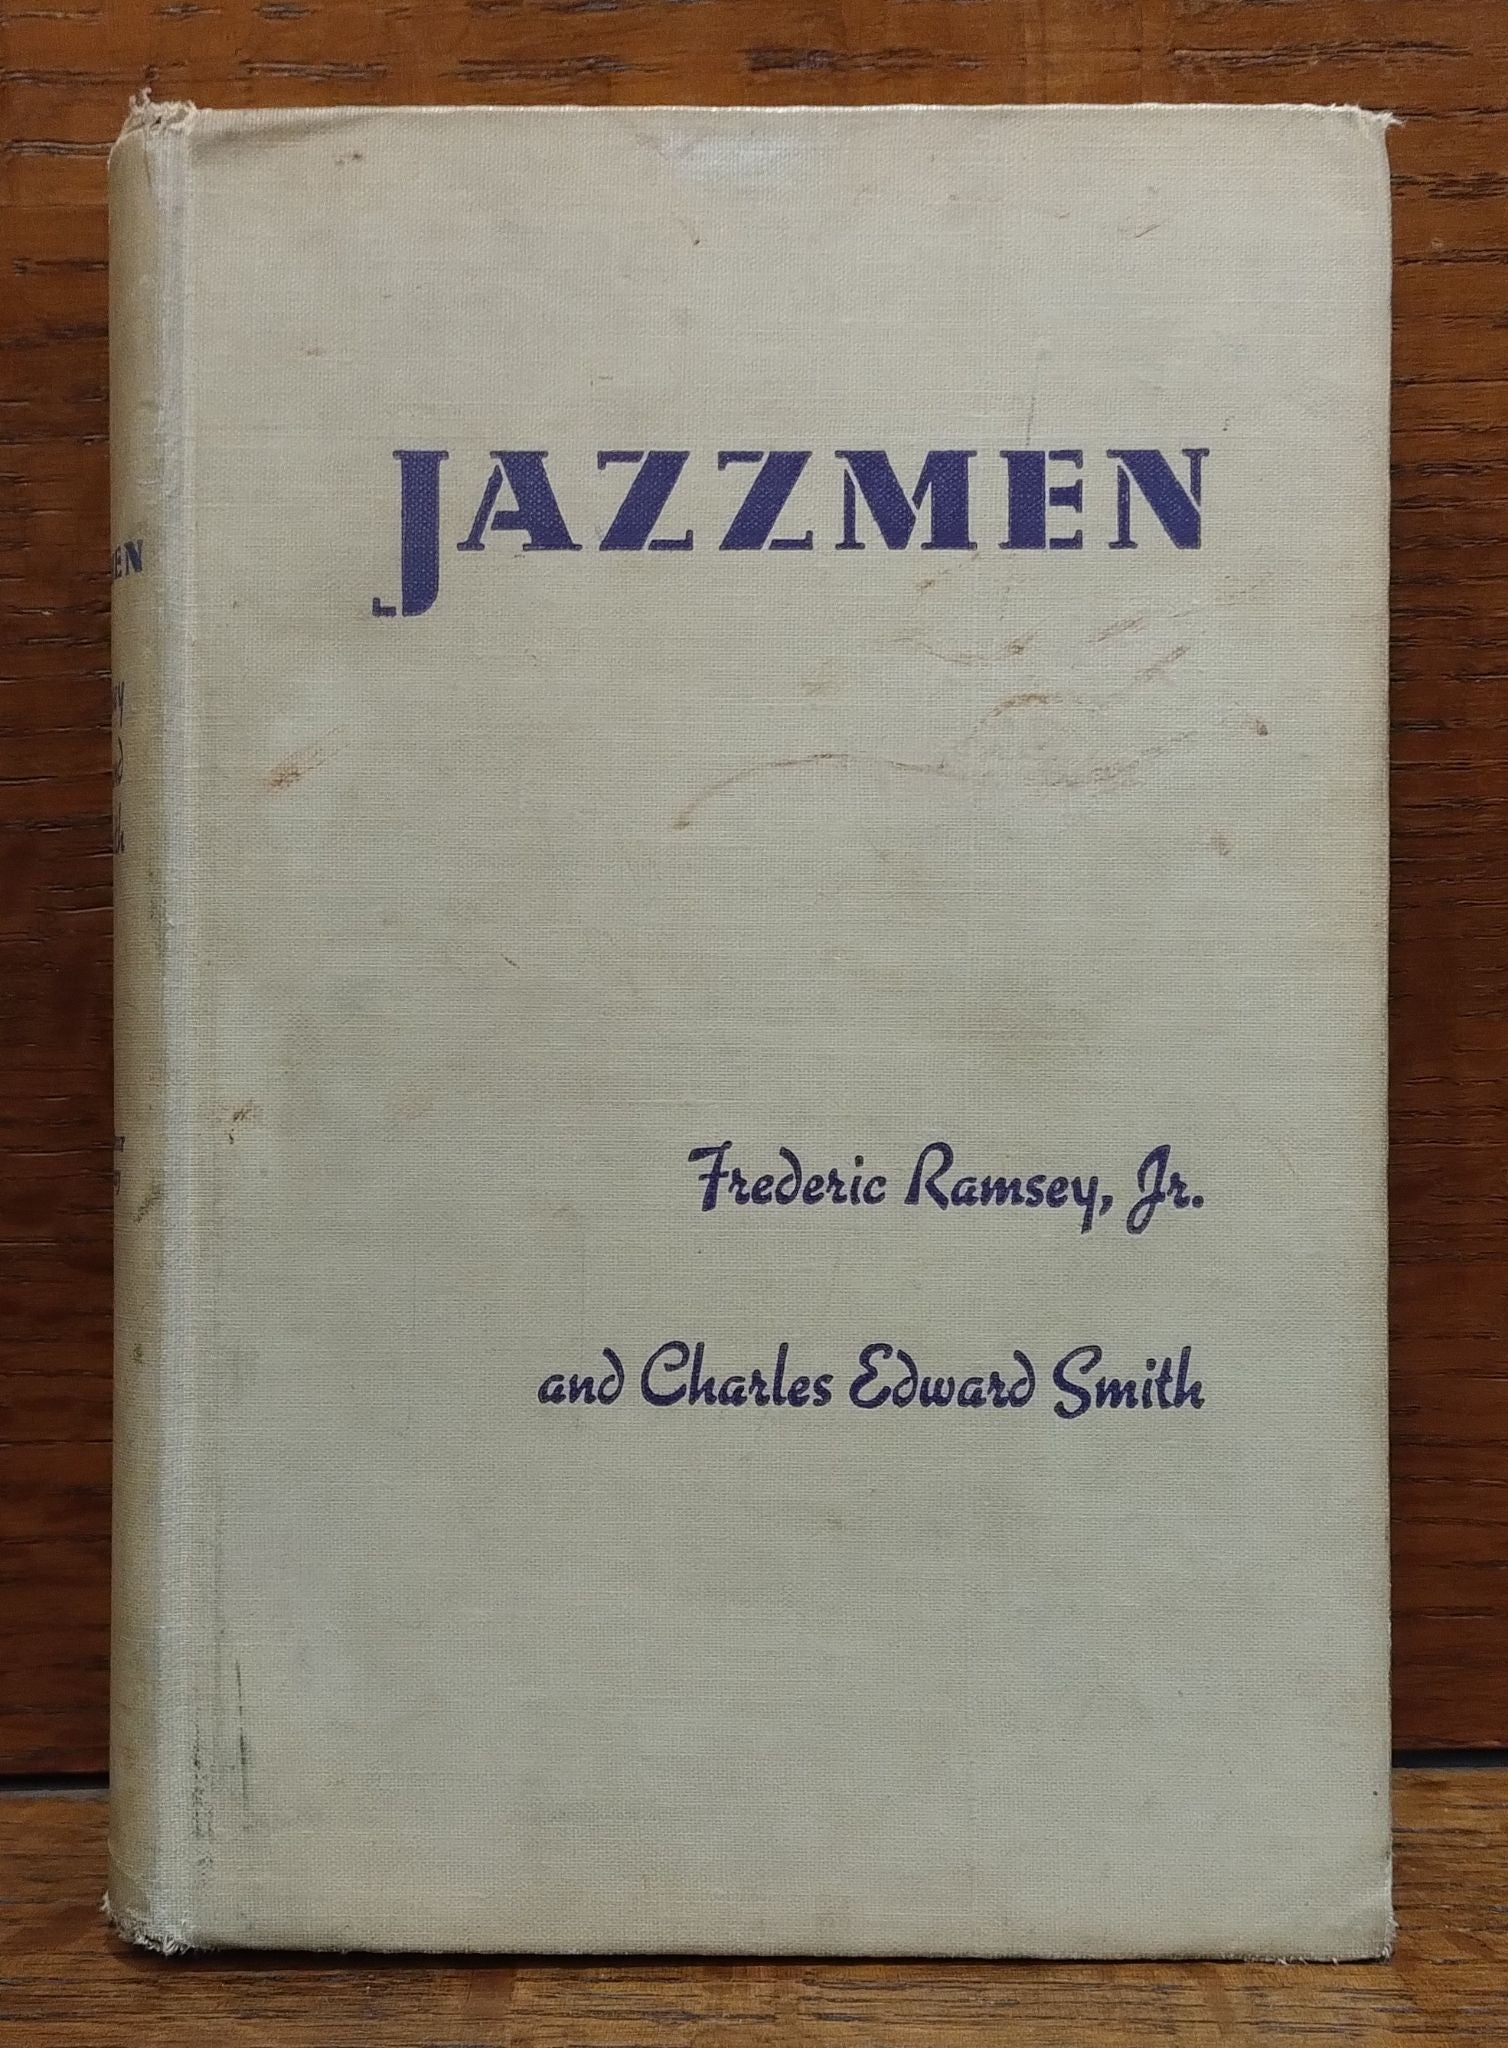 JAZZMEN
Frederic Ramsey, Jr.
and Charles Edward Smith